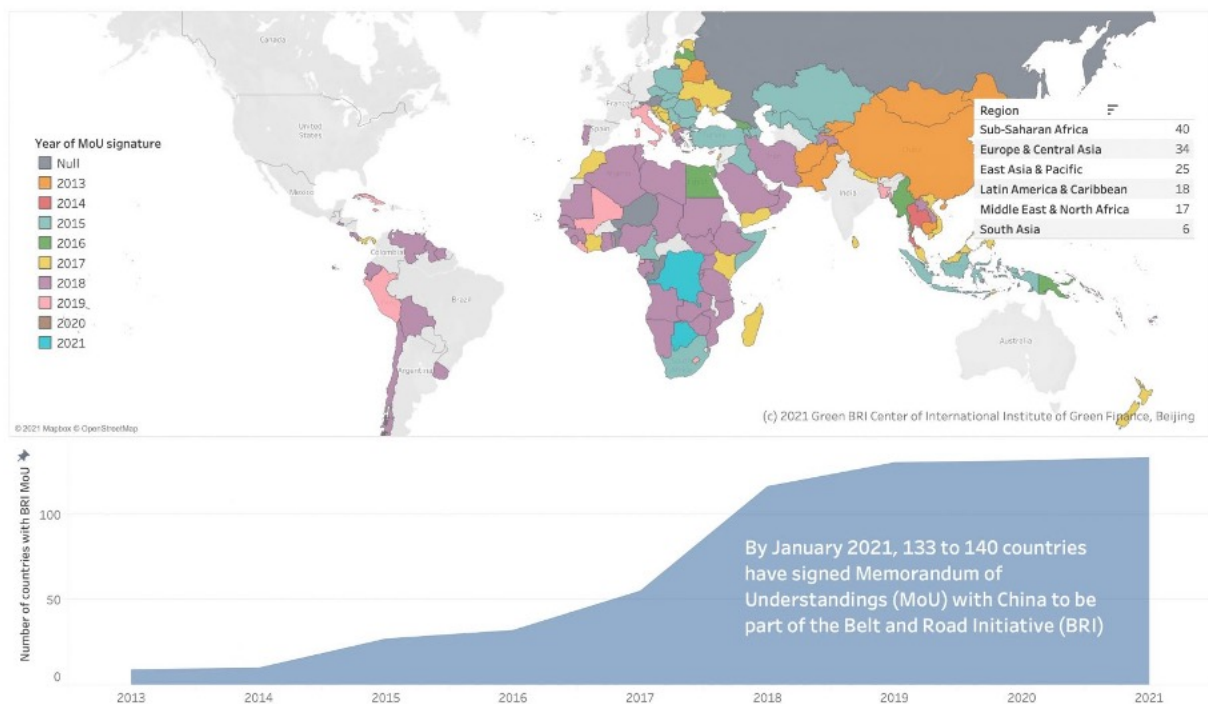 Canada
United
States
Mexico
Colombia
Brazil
Argentina
France
Spain
India
China
Australia
Year of MoU signature
Null
2013
2014
2015
2016
2017
2018
2019
2020
2021
Region
Sub-Saharan Africa 40
Europe & Central Asia 34
East Asia & Pacific 25
Latin America & Caribbean 18
Middle East & North Africa 17
South Asia 6
© 2021 Mapbox © OpenStreetMap
(c) 2021 Green BRI Center of International Institute of Green Finance, Beijing
Number of countries with BRI MoU
100
50
0
By January 2021, 133 to 140 countries
have signed Memorandum of
Understandings (MoU) with China to be
part of the Belt and Road Initiative (BRI)
2013 2014 2015 2016 2017 2018 2019 2020 2021